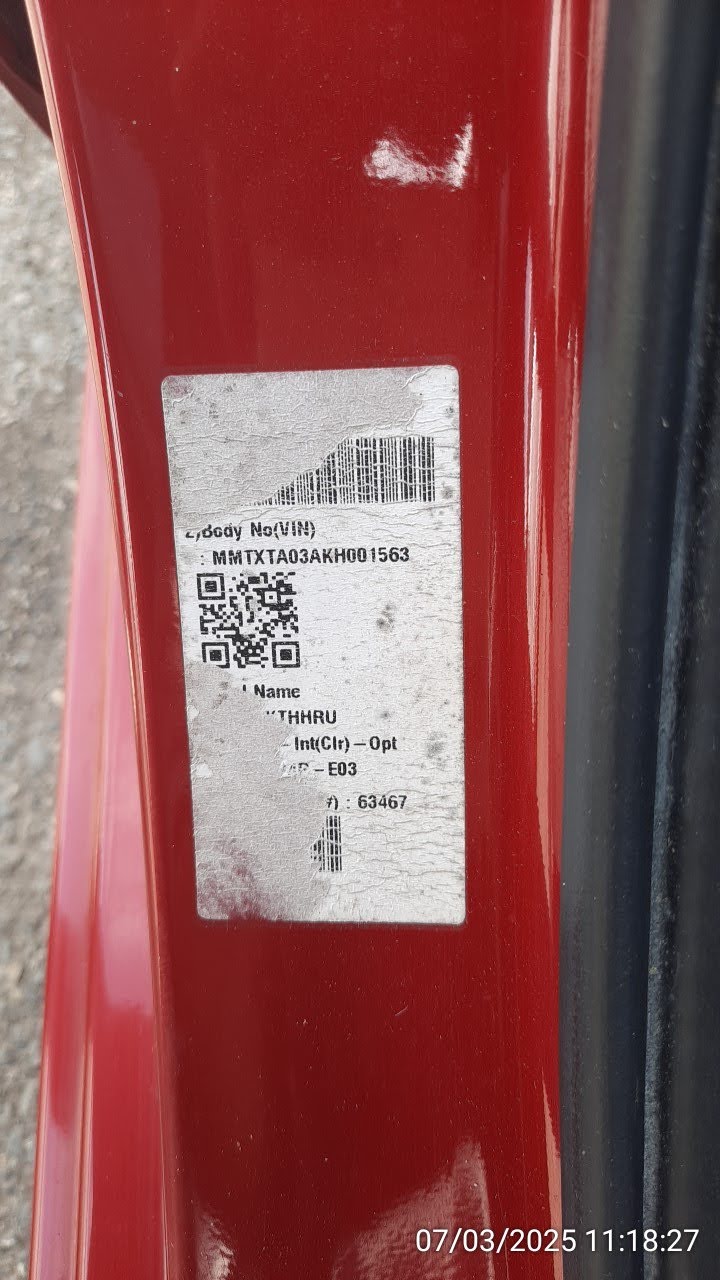 Body No(VIN)
: MMTXTA03AKH001563
Name
THHRU
- Int(Clr) - Opt
- E03
) : 63467
07/03/2025 11:18:27